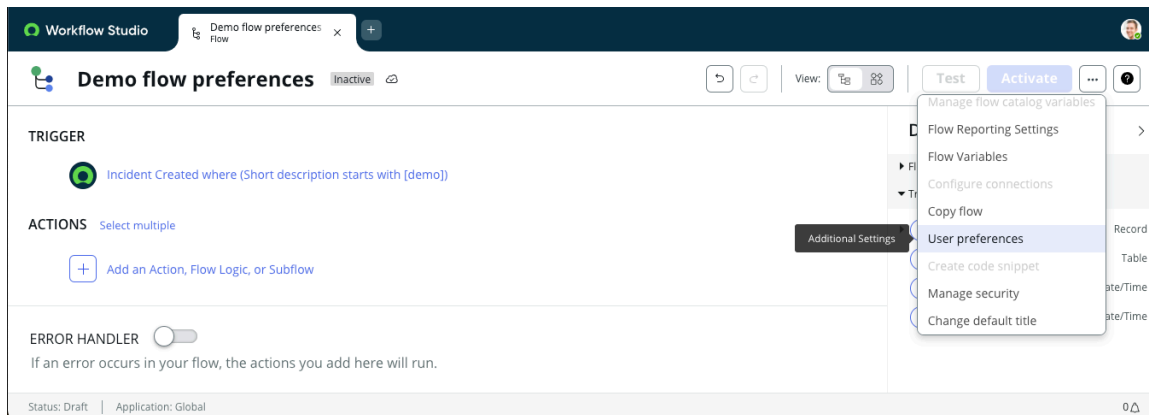 Workflow Studio
Demo flow preferences
Flow
Demo flow preferences Inactive
View:
Test
Activate
Manage flow catalog variables
Flow Reporting Settings
Flow Variables
Configure connections
Copy flow
User preferences
Create code snippet
Manage security
Change default title
Additional Settings
TRIGGER
Incident Created where (Short description starts with [demo])
ACTIONS Select multiple
Add an Action, Flow Logic, or Subflow
ERROR HANDLER
If an error occurs in your flow, the actions you add here will run.
Record
Table
Status: Draft | Application: Global
0